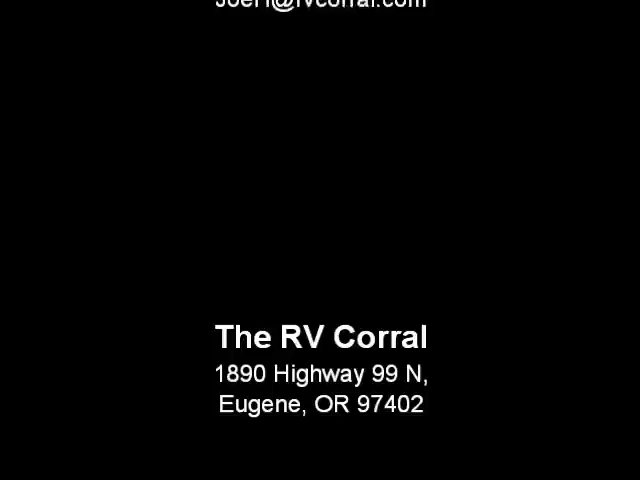 The RV Corral
1890 Highway 99 N,
Eugene, OR 97402